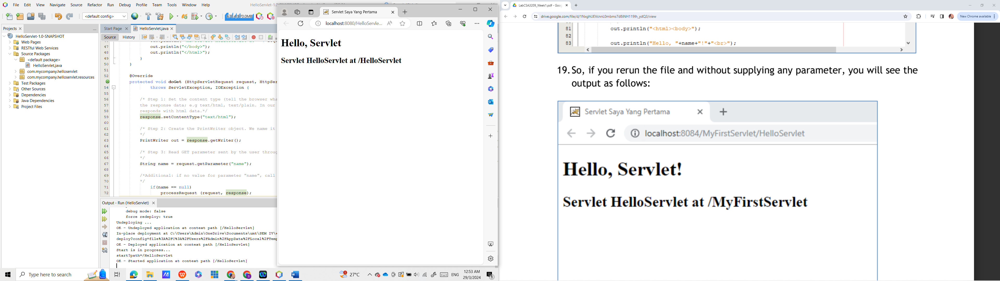 File Edit View Navigate Source Refactor Run Debug Profile Team Tools Window Help
<default config>
670.4/870.0MB
Projects
HelloServlet-1.0-SNAPSHOT
Web Pages
RESTful Web Services
Source Packages
<default package>
HelloServlet.java
com.mycompany.helloservlet
com.mycompany.helloservlet.resources
Test Packages
Other Sources
Dependencies
Java Dependencies
Project Files
Start Page
HelloServlet.java
Source History
47 out.println("</body>");
48 out.println("</html>");
49 }
50 }
51
52 @Override
protected void doGet (HttpServletRequest request, HttpSer
54 throws ServletException, IOException {
55
56 /* Step 1: Set the content type (tell the browser wha
57 the response data; e.g text/html, text/plain. In our
58 responds with html data.*/
59 response.setContentType("text/html");
60
61 /* Step 2: Create the PrintWriter object. We name it
62 */
63 PrintWriter out = response.getWriter();
64
65 /* Step 3: Read GET parameter sent by the user throug
66 */
67 String name = request.getParameter("name");
68
69 /*Additional: if no value for parameter "name", call
70 */
71 if(name == null)
72 processRequest (request, response);
Output - Run (HelloServlet)
debug mode: false
force redeploy: true
Undeploying ...
OK - Undeployed application at context path [/HelloServlet]
In-place deployment at C:\Users\Admin\OneDrive\Documents\umt\SEM IV\w
deploy?config=file%3A%2FC%3A%2FUsers%2FAdmin%2FAppData%2FLocal%2FTemp
OK - Deployed application at context path [/HelloServlet]
Start is in progress...
start?path=/HelloServlet
OK - Started application at context path [/HelloServlet]
Servlet Saya Yang Pertama
localhost:8080/HelloServle...
Hello, Servlet
Servlet HelloServlet at /HelloServlet
Type here to search
27°C
ENG
12:53 AM
29/3/2024
1
LabCSA3209_Week1.pdf - Goog
drive.google.com/file/d/1NxghUEVcnnL0mbms7d8iNH119Ih_ydQ3/view
New Chrome available
81 out.println("<html><body>");
82
83 out.println("Hello, "+name+"!"+"<br>");
19. So, if you rerun the file and without supplying any parameter, you will see the
output as follows:
Servlet Saya Yang Pertama
localhost:8084/MyFirstServlet/HelloServlet
Hello, Servlet!
Servlet HelloServlet at /MyFirstServlet